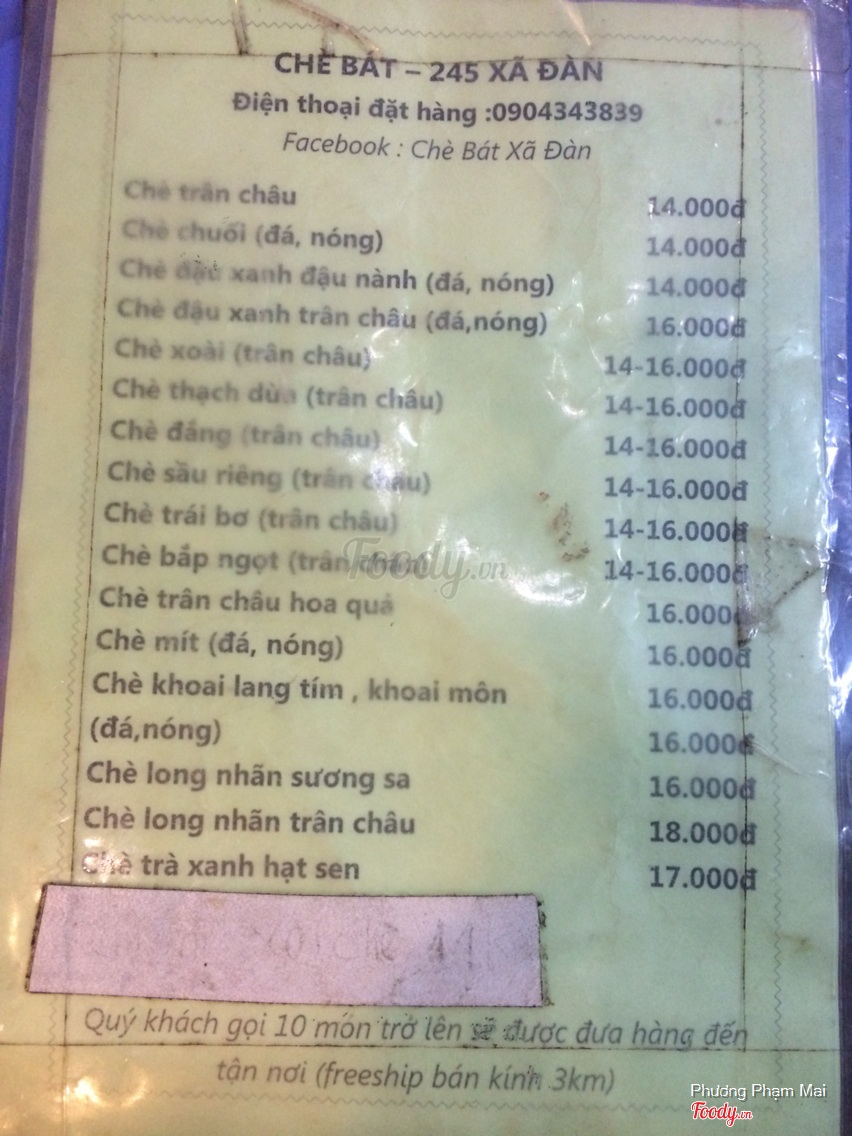 CHÈ BÁT – 245 XÃ ĐÀN
Điện thoại đặt hàng :0904343839
Facebook : Chè Bát Xã Đàn
Chè trân châu 14.000đ
Chè chuối (đá, nóng) 14.000đ
Chè đậu xanh đậu nành (đá, nóng) 14.000đ
Chè đậu xanh trân châu (đá,nóng) 16.000đ
Chè xoài (trân châu) 14-16.000đ
Chè thạch dừa (trân châu) 14-16.000đ
Chè đắng (trân châu) 14-16.000đ
Chè sầu riêng (trân châu) 14-16.000đ
Chè trái bơ (trân châu) 14-16.000đ
Chè bắp ngọt (trân châu) 14-16.000đ
Chè trân châu hoa quả 16.000đ
Chè mít (đá, nóng) 16.000đ
Chè khoai lang tím , khoai môn 16.000đ
(đá,nóng) 16.000đ
Chè long nhãn sương sa 16.000đ
Chè long nhãn trân châu 18.000đ
Chè trà xanh hạt sen 17.000đ
Quý khách gọi 10 món trở lên sẽ được đưa hàng đến
tận nơi (freeship bán kính 3km)
Foody.vn
Phương Phạm Mai
Foody.vn